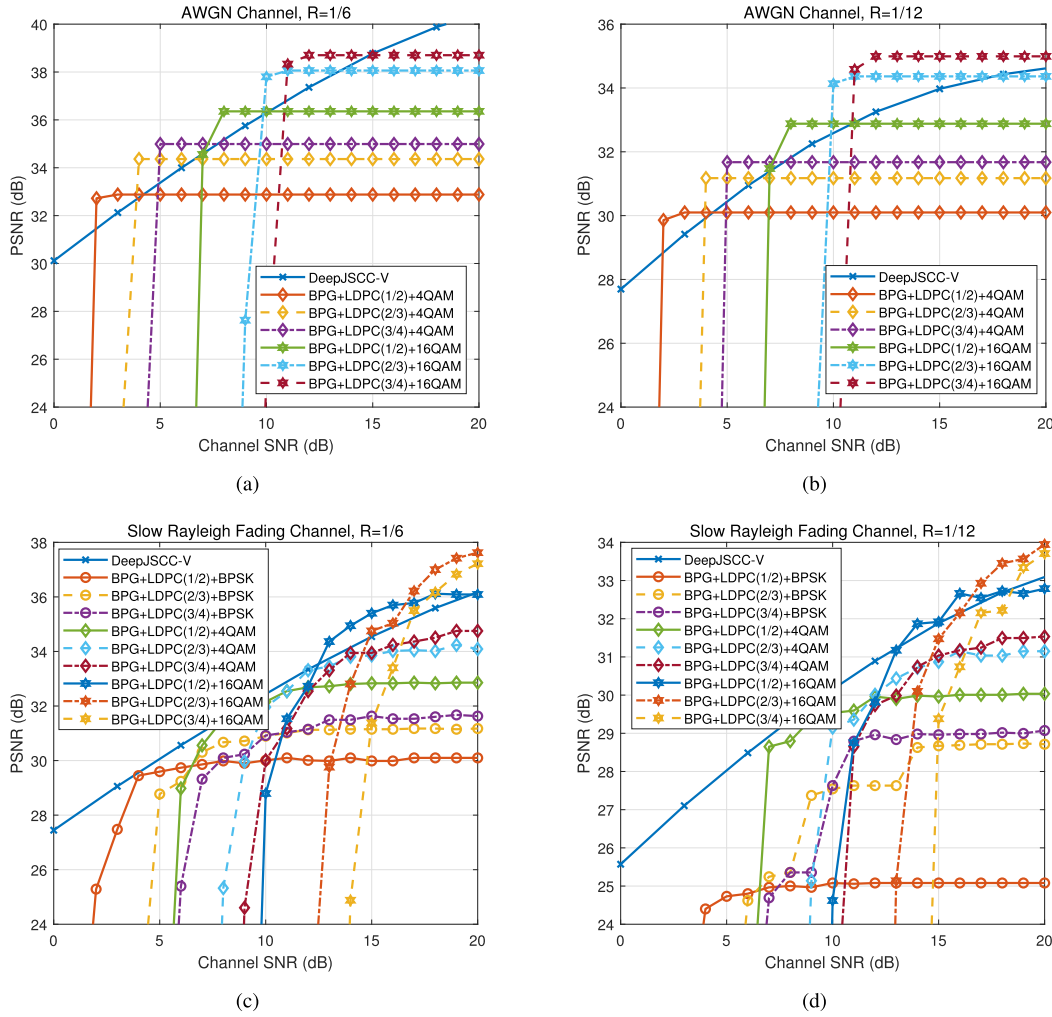 AWGN Channel, R=1/6
40
38
36
34
32
30
28
26
24
PSNR (dB)
DeepJSCC-V
BPG+LDPC(1/2)+4QAM
BPG+LDPC(2/3)+4QAM
BPG+LDPC(3/4)+4QAM
BPG+LDPC(1/2)+16QAM
BPG+LDPC(2/3)+16QAM
BPG+LDPC(3/4)+16QAM
0 5 10 15 20
Channel SNR (dB)
(a)
AWGN Channel, R=1/12
36
34
32
30
28
26
24
PSNR (dB)
DeepJSCC-V
BPG+LDPC(1/2)+4QAM
BPG+LDPC(2/3)+4QAM
BPG+LDPC(3/4)+4QAM
BPG+LDPC(1/2)+16QAM
BPG+LDPC(2/3)+16QAM
BPG+LDPC(3/4)+16QAM
0 5 10 15 20
Channel SNR (dB)
(b)
Slow Rayleigh Fading Channel, R=1/6
38
36
34
32
30
28
26
24
PSNR (dB)
DeepJSCC-V
BPG+LDPC(1/2)+BPSK
BPG+LDPC(2/3)+BPSK
BPG+LDPC(3/4)+BPSK
BPG+LDPC(1/2)+4QAM
BPG+LDPC(2/3)+4QAM
BPG+LDPC(3/4)+4QAM
BPG+LDPC(1/2)+16QAM
BPG+LDPC(2/3)+16QAM
BPG+LDPC(3/4)+16QAM
0 5 10 15 20
Channel SNR (dB)
(c)
Slow Rayleigh Fading Channel, R=1/12
34
33
32
31
30
29
28
27
26
25
24
PSNR (dB)
DeepJSCC-V
BPG+LDPC(1/2)+BPSK
BPG+LDPC(2/3)+BPSK
BPG+LDPC(3/4)+BPSK
BPG+LDPC(1/2)+4QAM
BPG+LDPC(2/3)+4QAM
BPG+LDPC(3/4)+4QAM
BPG+LDPC(1/2)+16QAM
BPG+LDPC(2/3)+16QAM
BPG+LDPC(3/4)+16QAM
0 5 10 15 20
Channel SNR (dB)
(d)